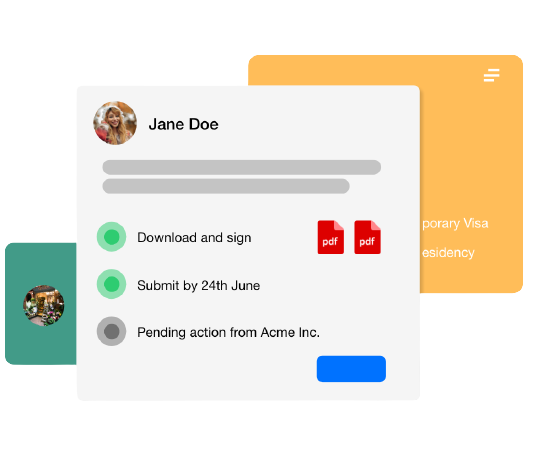 Jane Doe
Download and sign
pdf pdf
porary Visa
Submit by 24th June
esidency
Pending action from Acme Inc.